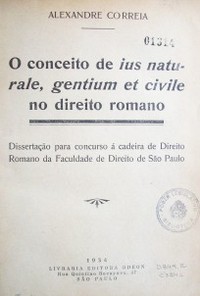 ALEXANDRE CORREIA
01314
O conceito de ius natu-
rale, gentium et civile
no direito romano
Dissertação para concurso á cadeira de Direito
Romano da Faculdade de Direito de São Paulo
1934
LIVRARIA EDITORA ODEON
SÃO PAULO